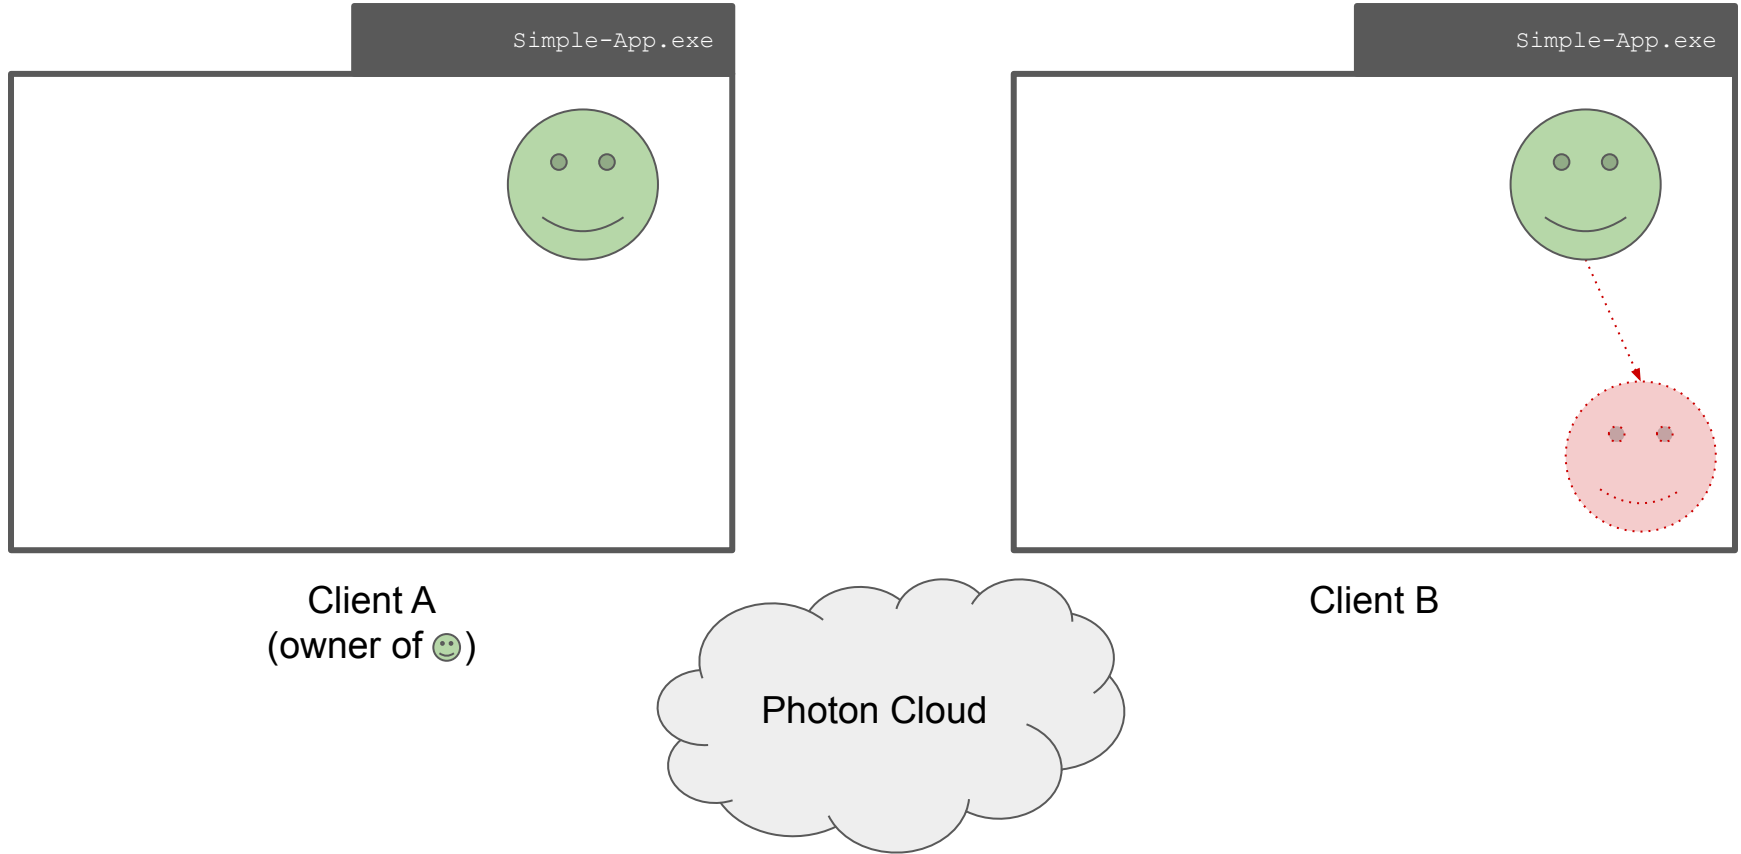 Simple-App.exe
Simple-App.exe
Client A
(owner of )
Client B
Photon Cloud